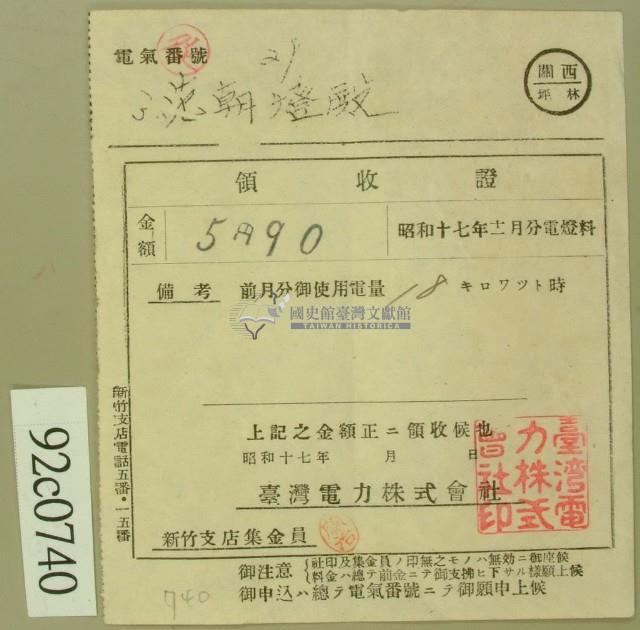 電氣番號
21
關西
坪林
朝燈殿
領收證
金額 5円90 昭和十七年十二月分電燈料
備考 前月分御使用電量 18 キロワツト時
國史館臺灣文獻館
TAIWAN HISTORICA
上記之金額正ニ領收候也
昭和十七年 月 日
臺灣電力株式會社
臺灣電力株式會社印
新竹支店集金員
新竹支店電話五番・一五番
御注意 社印及集金員ノ印無之モノハ無効ニ御座候
料金ハ總テ前金ニテ御支拂ヒ下サル樣願上候
御申込ハ總テ電氣番號ニテ御願申上候
740
92c0740